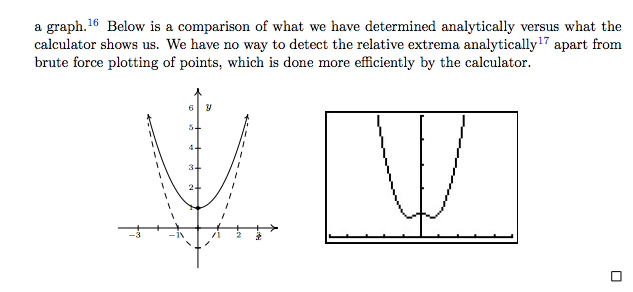 a graph.16 Below is a comparison of what we have determined analytically versus what the
calculator shows us. We have no way to detect the relative extrema analytically17 apart from
brute force plotting of points, which is done more efficiently by the calculator.
y
6
5
4
3
2
1
−3 −1 1 2 3 x